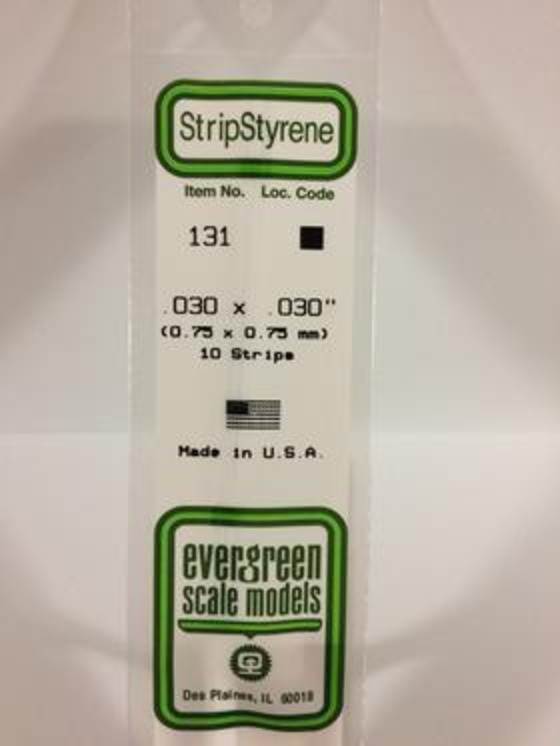 StripStyrene
Item No. Loc. Code
131
.030 x .030"
(0.75 x 0.75 mm)
10 Strips
Made in U.S.A.
evergreen
scale models
Des Plaines, IL 60018